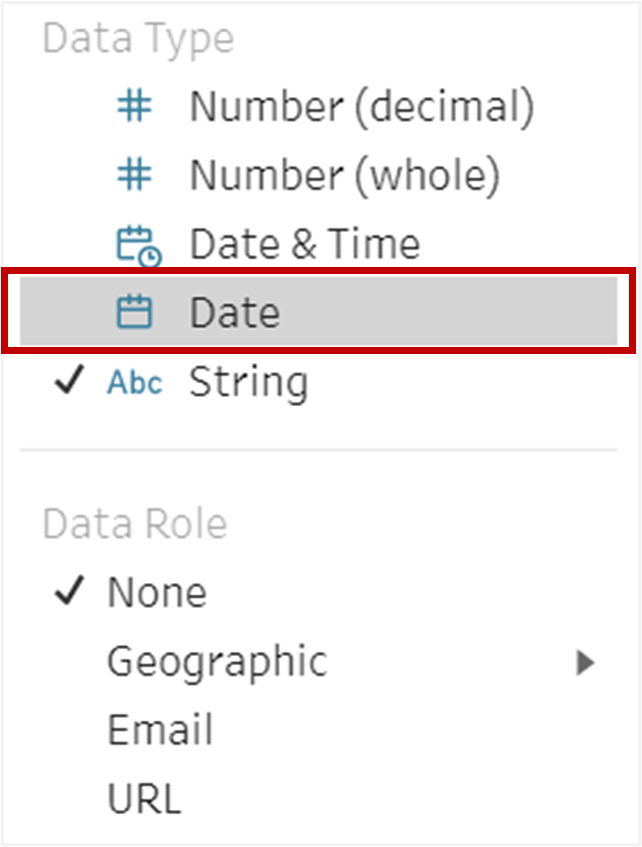 Data Type
# Number (decimal)
# Number (whole)
Date & Time
Date
✓ Abc String
Data Role
✓ None
Geographic ▶
Email
URL